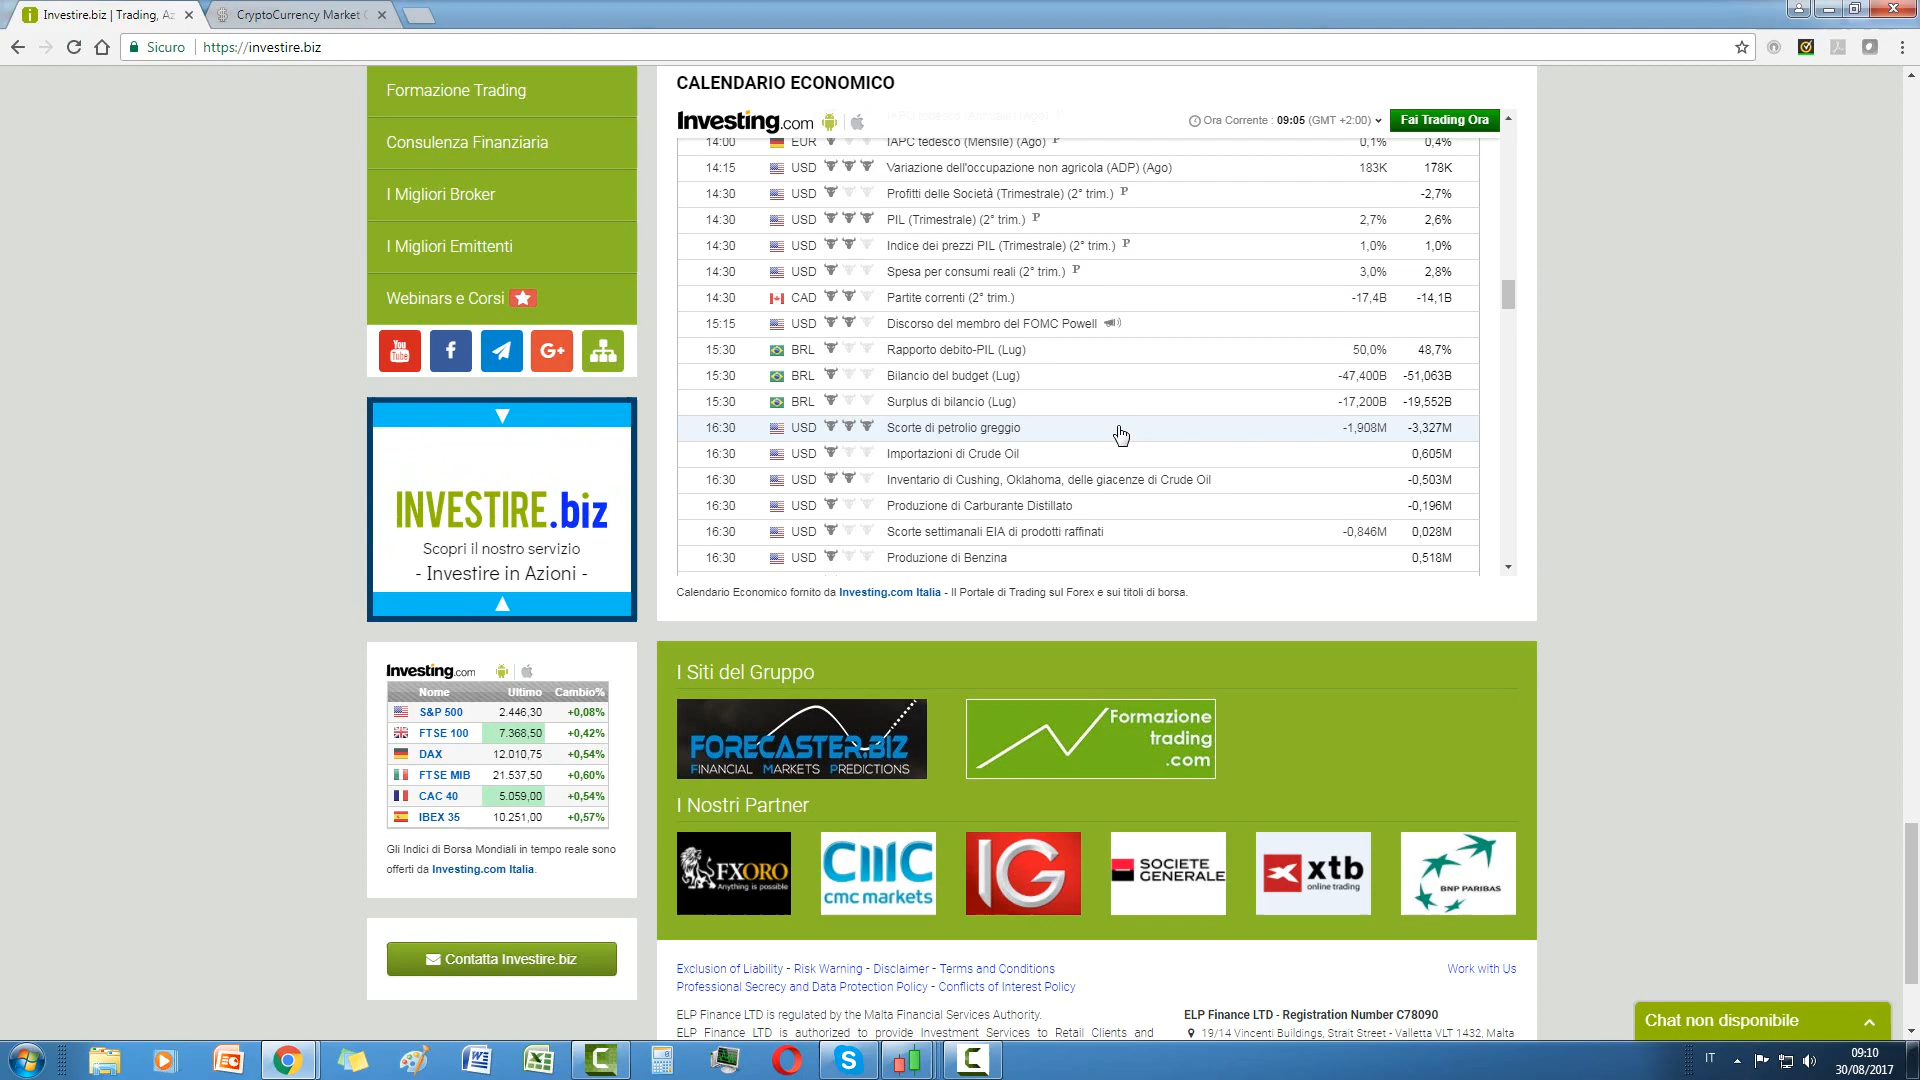 Investire.biz | Trading, Az
CryptoCurrency Market C
Sicuro
https://investire.biz
Formazione Trading
Consulenza Finanziaria
I Migliori Broker
I Migliori Emittenti
Webinars e Corsi
You Tube
f
G+
INVESTIRE.biz
Scopri il nostro servizio
- Investire in Azioni -
Investing.com
Nome Ultimo Cambio%
S&P 500 2.446,30 +0,08%
FTSE 100 7.368,50 +0,42%
DAX 12.010,75 +0,54%
FTSE MIB 21.537,50 +0,60%
CAC 40 5.059,00 +0,54%
IBEX 35 10.251,00 +0,57%
Gli Indici di Borsa Mondiali in tempo reale sono
offerti da Investing.com Italia.
Contatta Investire.biz
CALENDARIO ECONOMICO
Investing.com
Ora Corrente : 09:05 (GMT +2:00)
Fai Trading Ora
14:00 EUR IAPC tedesco (Mensile) (Ago) P 0,1% 0,4%
14:15 USD Variazione dell'occupazione non agricola (ADP) (Ago) 183K 178K
14:30 USD Profitti delle Società (Trimestrale) (2° trim.) P -2,7%
14:30 USD PIL (Trimestrale) (2° trim.) P 2,7% 2,6%
14:30 USD Indice dei prezzi PIL (Trimestrale) (2° trim.) P 1,0% 1,0%
14:30 USD Spesa per consumi reali (2° trim.) P 3,0% 2,8%
14:30 CAD Partite correnti (2° trim.) -17,4B -14,1B
15:15 USD Discorso del membro del FOMC Powell
15:30 BRL Rapporto debito-PIL (Lug) 50,0% 48,7%
15:30 BRL Bilancio del budget (Lug) -47,400B -51,063B
15:30 BRL Surplus di bilancio (Lug) -17,200B -19,552B
16:30 USD Scorte di petrolio greggio -1,908M -3,327M
16:30 USD Importazioni di Crude Oil 0,605M
16:30 USD Inventario di Cushing, Oklahoma, delle giacenze di Crude Oil -0,503M
16:30 USD Produzione di Carburante Distillato -0,196M
16:30 USD Scorte settimanali EIA di prodotti raffinati -0,846M 0,028M
16:30 USD Produzione di Benzina 0,518M
Calendario Economico fornito da Investing.com Italia - Il Portale di Trading sul Forex e sui titoli di borsa.
I Siti del Gruppo
FORECASTER.BIZ
FINANCIAL MARKETS PREDICTIONS
Formazione
trading
.com
I Nostri Partner
FXORO
Anything is possible
cmc
cmc markets
IG
SOCIETE
GENERALE
xtb
online trading
BNP PARIBAS
Exclusion of Liability - Risk Warning - Disclaimer - Terms and Conditions
Professional Secrecy and Data Protection Policy - Conflicts of Interest Policy
Work with Us
ELP Finance LTD is regulated by the Malta Financial Services Authority.
ELP Finance LTD is authorized to provide Investment Services to Retail Clients and
ELP Finance LTD - Registration Number C78090
19/14 Vincenti Buildings, Strait Street - Valletta VLT 1432, Malta
Chat non disponibile
IT
09:10
30/08/2017